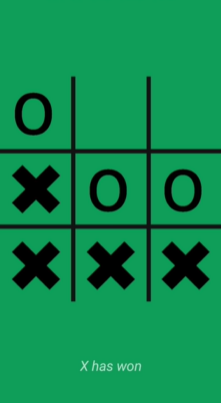 O
X O O
X X X
X has won